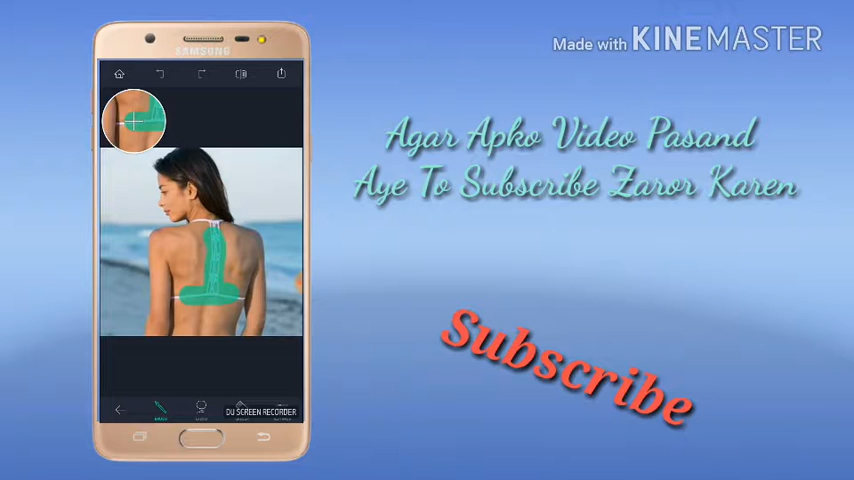 SAMSUNG
Made with KINEMASTER
Agar Apko Video Pasand
Aye To Subscribe Zaror Karen
Subscribe
DU SCREEN RECORDER